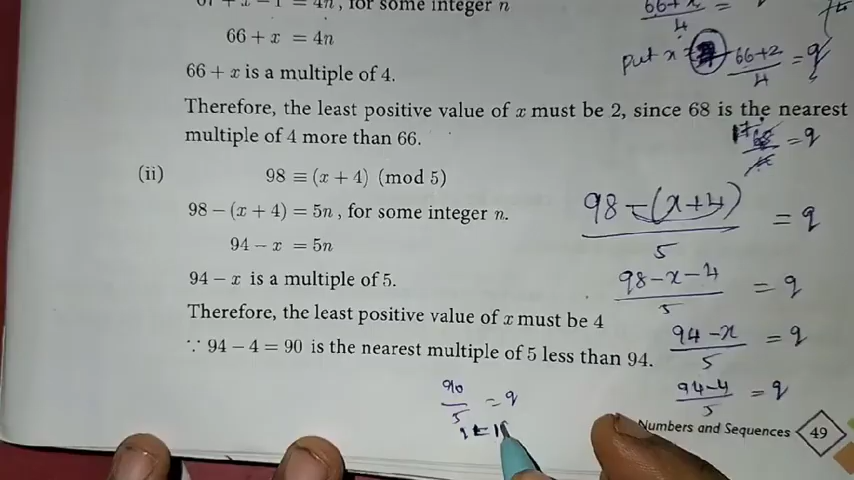 67 + x − 1 = 4n, for some integer n
66 + x = 4n
66 + x is a multiple of 4.
Therefore, the least positive value of x must be 2, since 68 is the nearest
multiple of 4 more than 66.
(ii) 98 ≡ (x + 4) (mod 5)
98 − (x + 4) = 5n, for some integer n.
94 − x = 5n
94 − x is a multiple of 5.
Therefore, the least positive value of x must be 4
∵ 94 − 4 = 90 is the nearest multiple of 5 less than 94.
Numbers and Sequences 49
66+x/4 =
put x = 66+2/4 = q
= q
98 − (x+4)/5 = q
98 − x − 4/5 = q
94 − x/5 = q
94 − 4/5 = q
90/5 = q